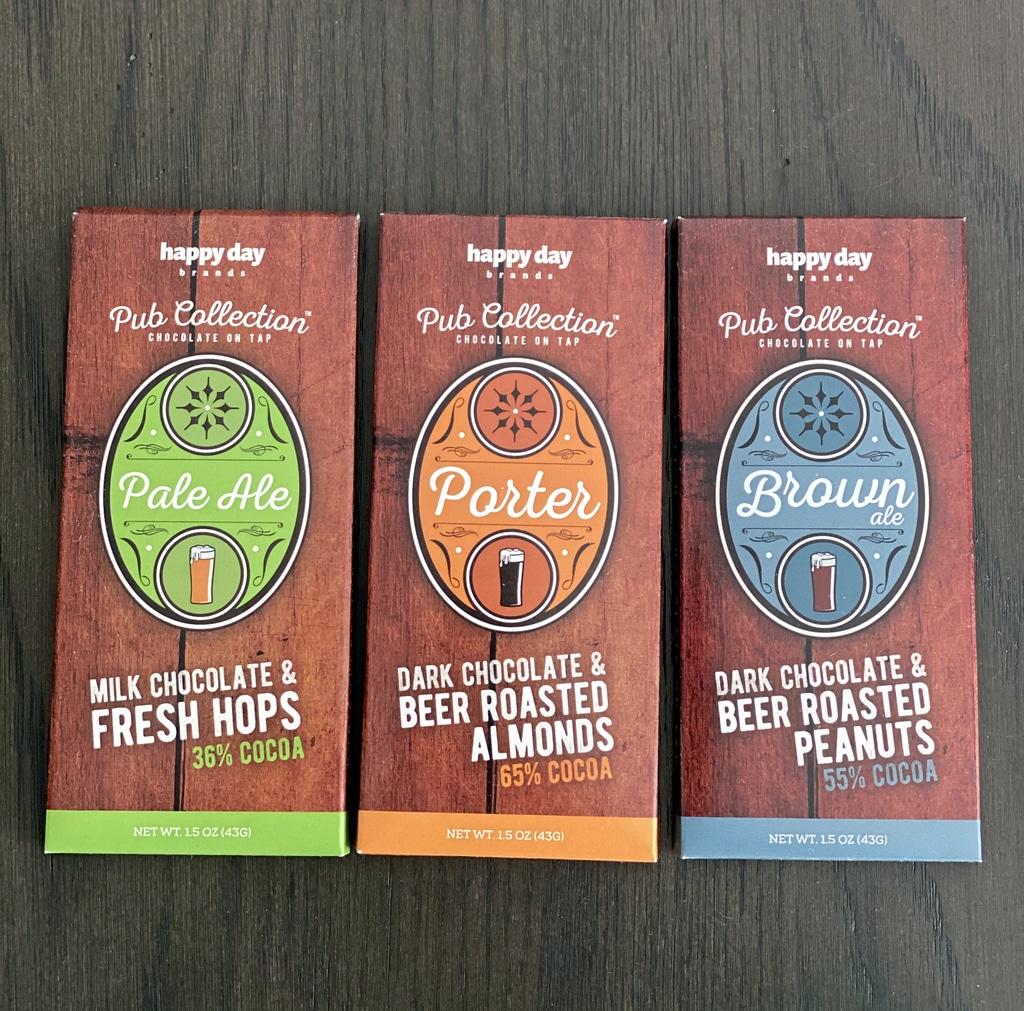 happy day
brands
Pub Collection™
CHOCOLATE ON TAP
Pale Ale
MILK CHOCOLATE &
FRESH HOPS
36% COCOA
NET WT. 1.5 OZ (43G)
happy day
brands
Pub Collection™
CHOCOLATE ON TAP
Porter
DARK CHOCOLATE &
BEER ROASTED
ALMONDS
65% COCOA
NET WT. 1.5 OZ (43G)
happy day
brands
Pub Collection™
CHOCOLATE ON TAP
Brown
ale
DARK CHOCOLATE &
BEER ROASTED
PEANUTS
55% COCOA
NET WT. 1.5 OZ (43G)